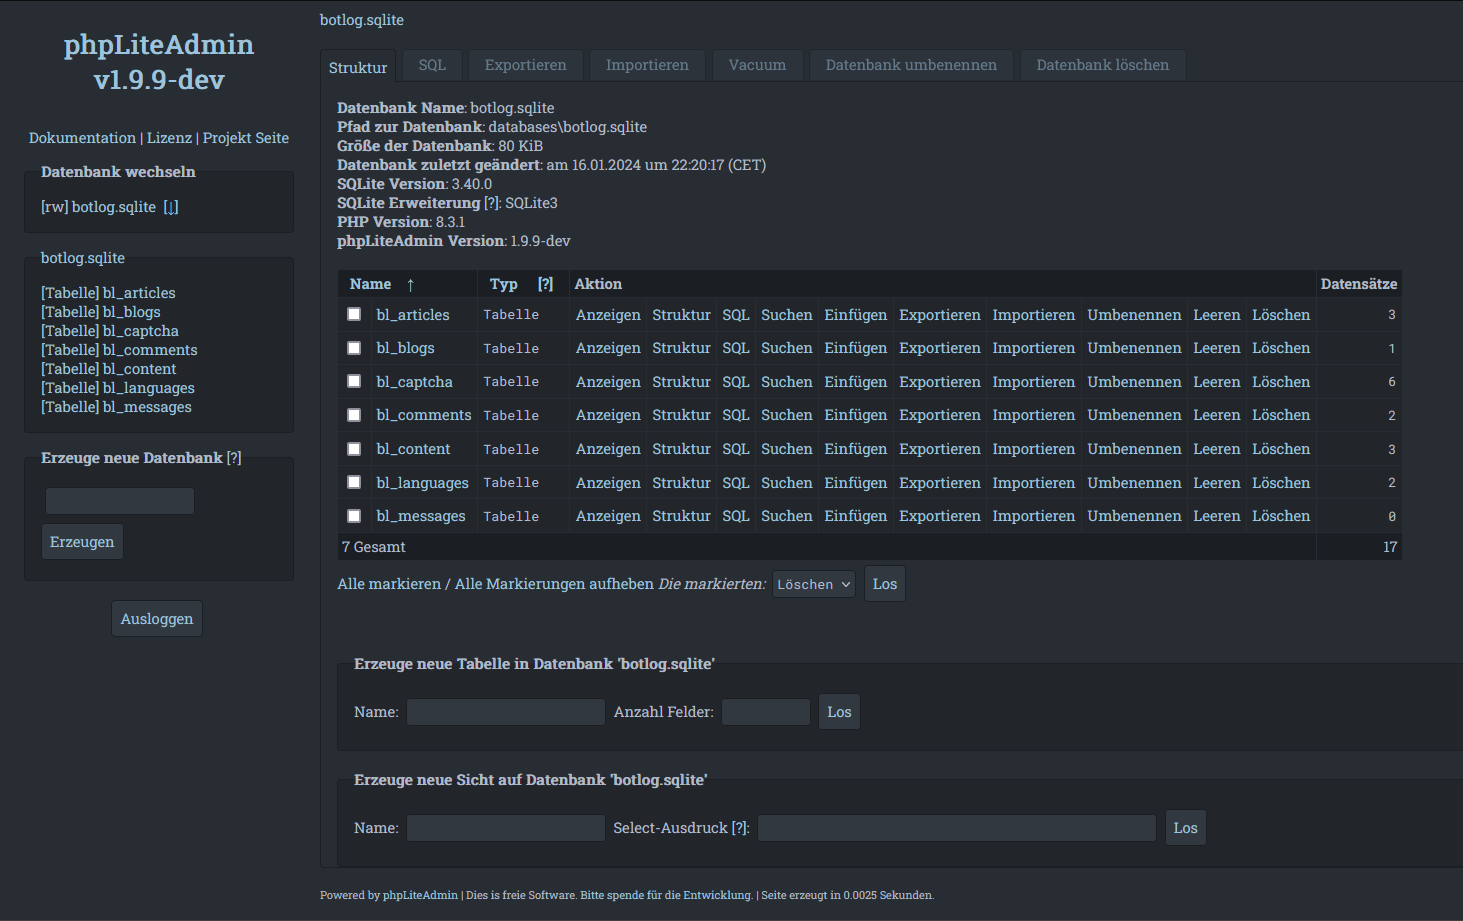 phpLiteAdmin
v1.9.9-dev
Dokumentation | Lizenz | Projekt Seite
Datenbank wechseln
[rw] botlog.sqlite [↓]
botlog.sqlite
[Tabelle] bl_articles
[Tabelle] bl_blogs
[Tabelle] bl_captcha
[Tabelle] bl_comments
[Tabelle] bl_content
[Tabelle] bl_languages
[Tabelle] bl_messages
Erzeuge neue Datenbank [?]
Erzeugen
Ausloggen
botlog.sqlite
Struktur SQL Exportieren Importieren Vacuum Datenbank umbenennen Datenbank löschen
Datenbank Name: botlog.sqlite
Pfad zur Datenbank: databases\botlog.sqlite
Größe der Datenbank: 80 KiB
Datenbank zuletzt geändert: am 16.01.2024 um 22:20:17 (CET)
SQLite Version: 3.40.0
SQLite Erweiterung [?]: SQLite3
PHP Version: 8.3.1
phpLiteAdmin Version: 1.9.9-dev
Name ↑ Typ [?] Aktion Datensätze
bl_articles Tabelle Anzeigen Struktur SQL Suchen Einfügen Exportieren Importieren Umbenennen Leeren Löschen 3
bl_blogs Tabelle Anzeigen Struktur SQL Suchen Einfügen Exportieren Importieren Umbenennen Leeren Löschen 1
bl_captcha Tabelle Anzeigen Struktur SQL Suchen Einfügen Exportieren Importieren Umbenennen Leeren Löschen 6
bl_comments Tabelle Anzeigen Struktur SQL Suchen Einfügen Exportieren Importieren Umbenennen Leeren Löschen 2
bl_content Tabelle Anzeigen Struktur SQL Suchen Einfügen Exportieren Importieren Umbenennen Leeren Löschen 3
bl_languages Tabelle Anzeigen Struktur SQL Suchen Einfügen Exportieren Importieren Umbenennen Leeren Löschen 2
bl_messages Tabelle Anzeigen Struktur SQL Suchen Einfügen Exportieren Importieren Umbenennen Leeren Löschen 0
7 Gesamt 17
Alle markieren / Alle Markierungen aufheben Die markierten: Löschen Los
Erzeuge neue Tabelle in Datenbank 'botlog.sqlite'
Name: Anzahl Felder: Los
Erzeuge neue Sicht auf Datenbank 'botlog.sqlite'
Name: Select-Ausdruck [?]: Los
Powered by phpLiteAdmin | Dies is freie Software. Bitte spende für die Entwicklung. | Seite erzeugt in 0.0025 Sekunden.